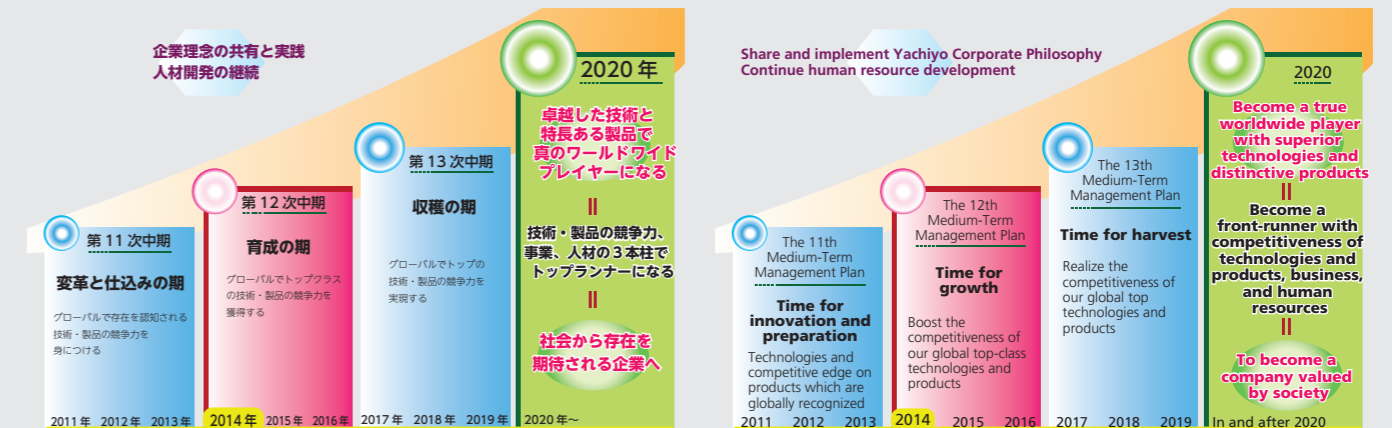 企業理念の共有と実践
人材開発の継続
第 11 次中期
変革と仕込みの期
グローバルで存在を認知される
技術・製品の競争力を
身につける
2011 年 2012 年 2013 年
第 12 次中期
育成の期
グローバルでトップクラス
の技術・製品の競争力を
獲得する
2014 年 2015 年 2016 年
第 13 次中期
収穫の期
グローバルでトップの
技術・製品の競争力を
実現する
2017 年 2018 年 2019 年
2020 年
卓越した技術と
特長ある製品で
真のワールドワイド
プレイヤーになる
技術・製品の競争力、
事業、人材の３本柱で
トップランナーになる
社会から存在を
期待される企業へ
2020 年～
Share and implement Yachiyo Corporate Philosophy
Continue human resource development
The 11th
Medium-Term
Management Plan
Time for
innovation and
preparation
Technologies and
competitive edge on
products which are
globally recognized
2011 2012 2013
The 12th
Medium-Term
Management Plan
Time for
growth
Boost the
competitiveness of
our global top-class
technologies and
products
2014 2015 2016
The 13th
Medium-Term
Management Plan
Time for harvest
Realize the
competitiveness of
our global top
technologies and
products
2017 2018 2019
2020
Become a true
worldwide player
with superior
technologies and
distinctive products
Become a
front-runner with
competitiveness of
technologies and
products, business,
and human
resources
To become a
company valued
by society
In and after 2020